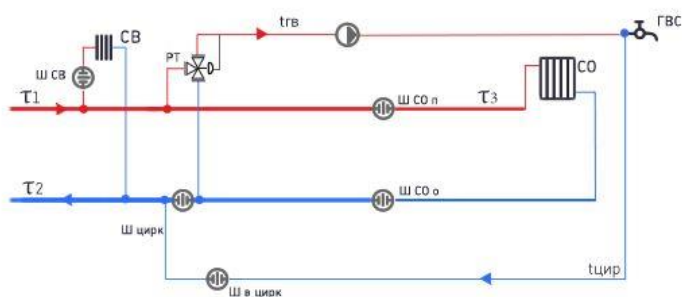 tгв
ГВС
СВ
РТ
Ш СВ
СО
τ1
Ш СО п
τ3
τ2
Ш СО о
Ш цирк
tцир
Ш в цирк